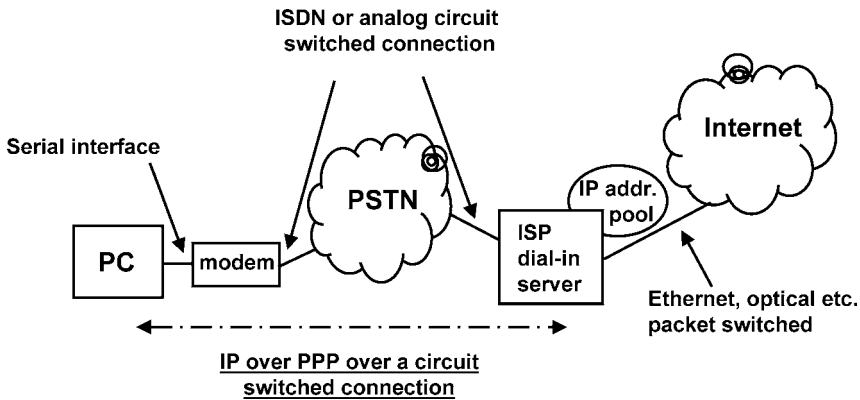 ISDN or analog circuit
switched connection
Internet
Serial interface
IP addr.
pool
PSTN
PC
modem
ISP
dial-in
server
Ethernet, optical etc.
packet switched
IP over PPP over a circuit
switched connection